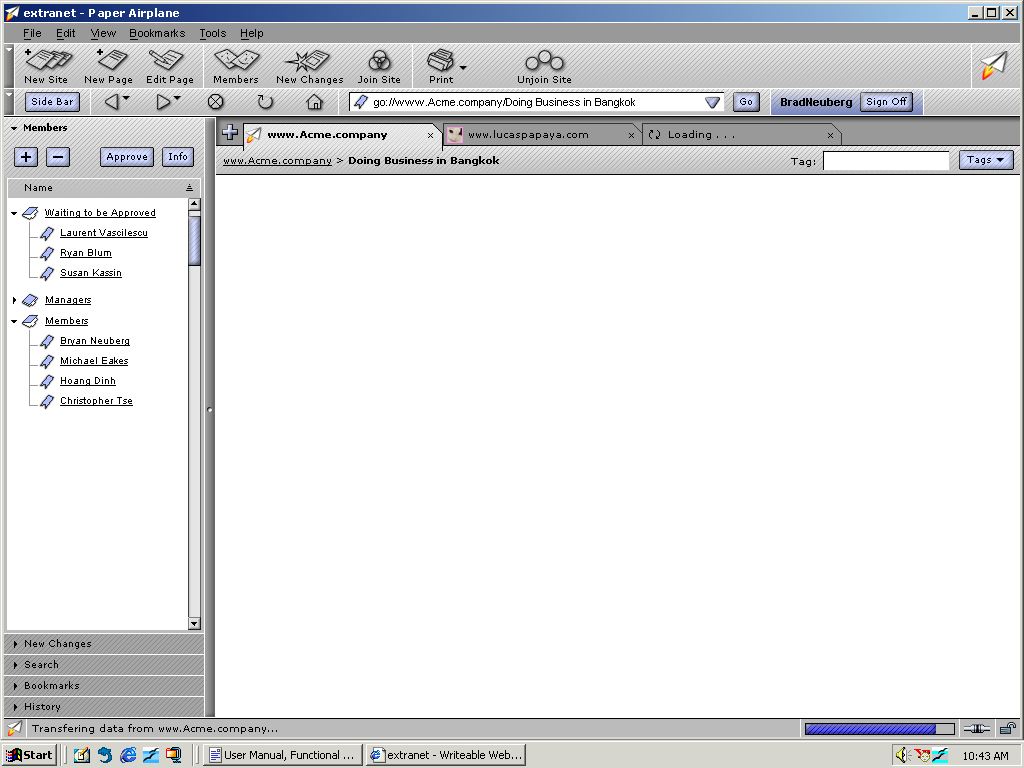 extranet - Paper Airplane
File Edit View Bookmarks Tools Help
New Site New Page Edit Page Members New Changes Join Site Print Unjoin Site
Side Bar go://www.Acme.company/Doing Business in Bangkok Go BradNeuberg Sign Off
Members
www.Acme.company x www.lucaspapaya.com x Loading . . . x
+ - Approve Info
www.Acme.company > Doing Business in Bangkok Tag: Tags
Name
Waiting to be Approved
Laurent Vascilescu
Ryan Blum
Susan Kassin
Managers
Members
Bryan Neuberg
Michael Eakes
Hoang Dinh
Christopher Tse
New Changes
Search
Bookmarks
History
Transfering data from www.Acme.company...
Start User Manual, Functional ... extranet - Writeable Web... 10:43 AM